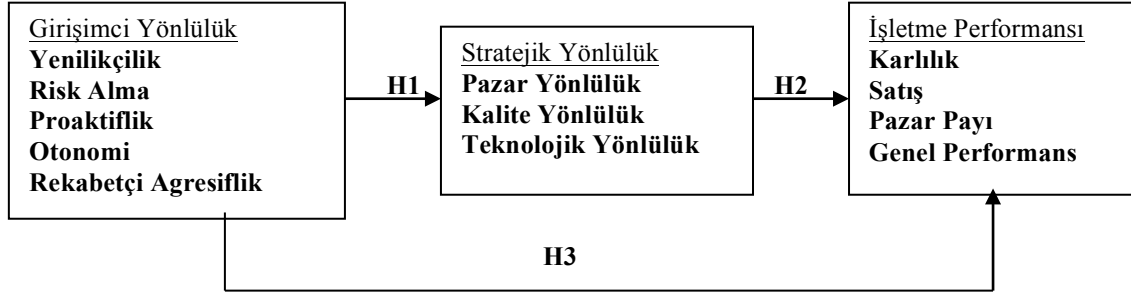 Girişimci Yönlülük
Yenilikçilik
Risk Alma
Proaktiflik
Otonomi
Rekabetçi Agresiflik
H1
Stratejik Yönlülük
Pazar Yönlülük
Kalite Yönlülük
Teknolojik Yönlülük
H2
İşletme Performansı
Karlılık
Satış
Pazar Payı
Genel Performans
H3